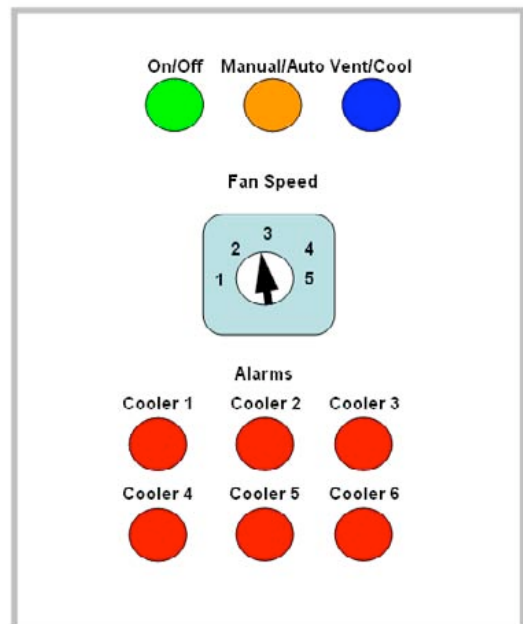 On/Off Manual/Auto Vent/Cool
Fan Speed
3
2 4
1 5
Alarms
Cooler 1 Cooler 2 Cooler 3
Cooler 4 Cooler 5 Cooler 6